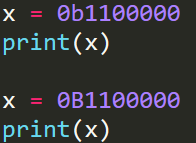 x = 0b1100000
print(x)
x = 0B1100000
print(x)